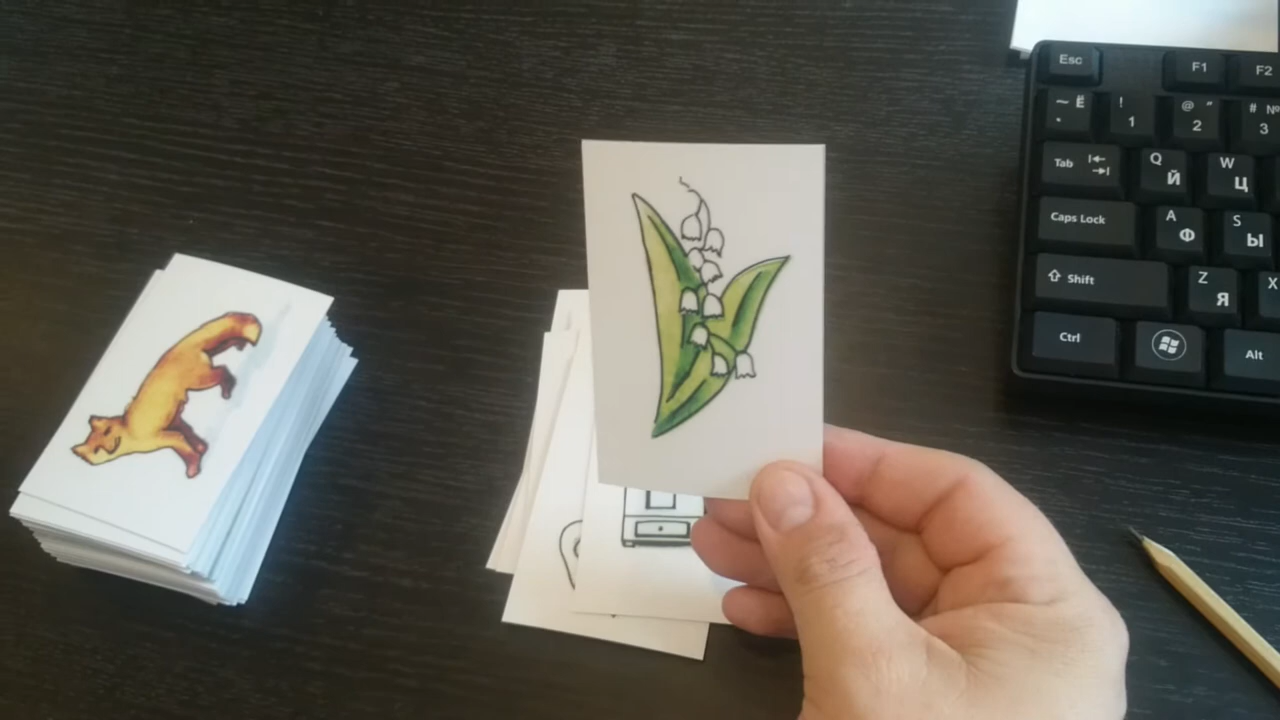 Esc F1 F2
~ Ё ` ! 1 @ " 2 # № 3
Tab Q Й W Ц
Caps Lock A Ф S Ы
Shift Z Я X
Ctrl Alt